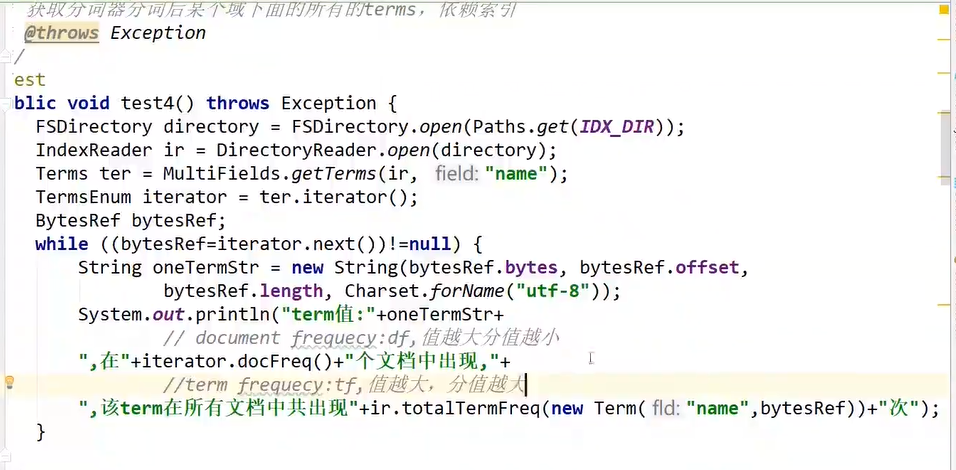 获取分词器分词后某个域下面的所有的terms，依赖索引
@throws Exception
/
est
blic void test4() throws Exception {
FSDirectory directory = FSDirectory.open(Paths.get(IDX_DIR));
IndexReader ir = DirectoryReader.open(directory);
Terms ter = MultiFields.getTerms(ir, field: "name");
TermsEnum iterator = ter.iterator();
BytesRef bytesRef;
while ((bytesRef=iterator.next())!=null) {
String oneTermStr = new String(bytesRef.bytes, bytesRef.offset,
bytesRef.length, Charset.forName("utf-8"));
System.out.println("term值:"+oneTermStr+
// document frequecy:df,值越大分值越小
",在"+iterator.docFreq()+"个文档中出现,"+
//term frequecy:tf,值越大，分值越大
",该term在所有文档中共出现"+ir.totalTermFreq(new Term( fld: "name",bytesRef))+"次");
}